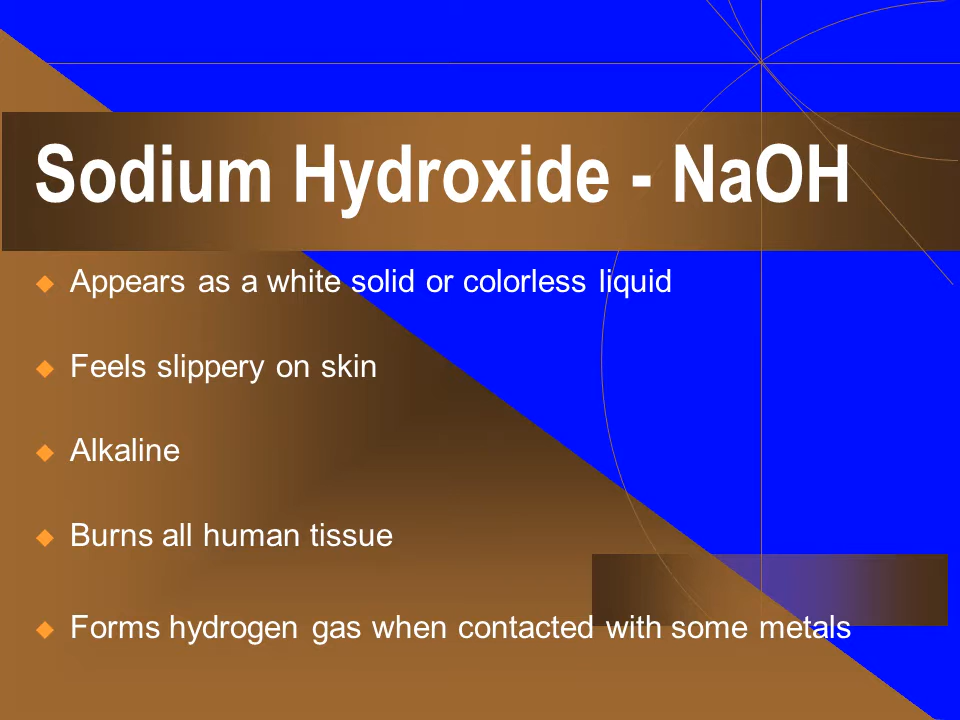 Sodium Hydroxide - NaOH
Appears as a white solid or colorless liquid
Feels slippery on skin
Alkaline
Burns all human tissue
Forms hydrogen gas when contacted with some metals